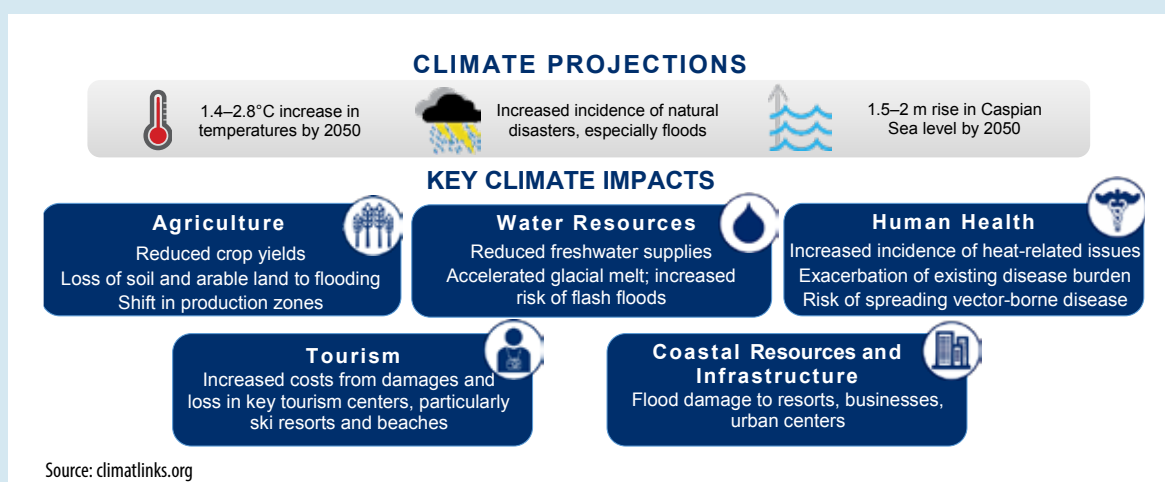 CLIMATE PROJECTIONS
1.4–2.8°C increase in
temperatures by 2050
Increased incidence of natural
disasters, especially floods
1.5–2 m rise in Caspian
Sea level by 2050
KEY CLIMATE IMPACTS
Agriculture
Reduced crop yields
Loss of soil and arable land to flooding
Shift in production zones
Water Resources
Reduced freshwater supplies
Accelerated glacial melt; increased
risk of flash floods
Human Health
Increased incidence of heat-related issues
Exacerbation of existing disease burden
Risk of spreading vector-borne disease
Tourism
Increased costs from damages and
loss in key tourism centers, particularly
ski resorts and beaches
Coastal Resources and
Infrastructure
Flood damage to resorts, businesses,
urban centers
Source: climatlinks.org